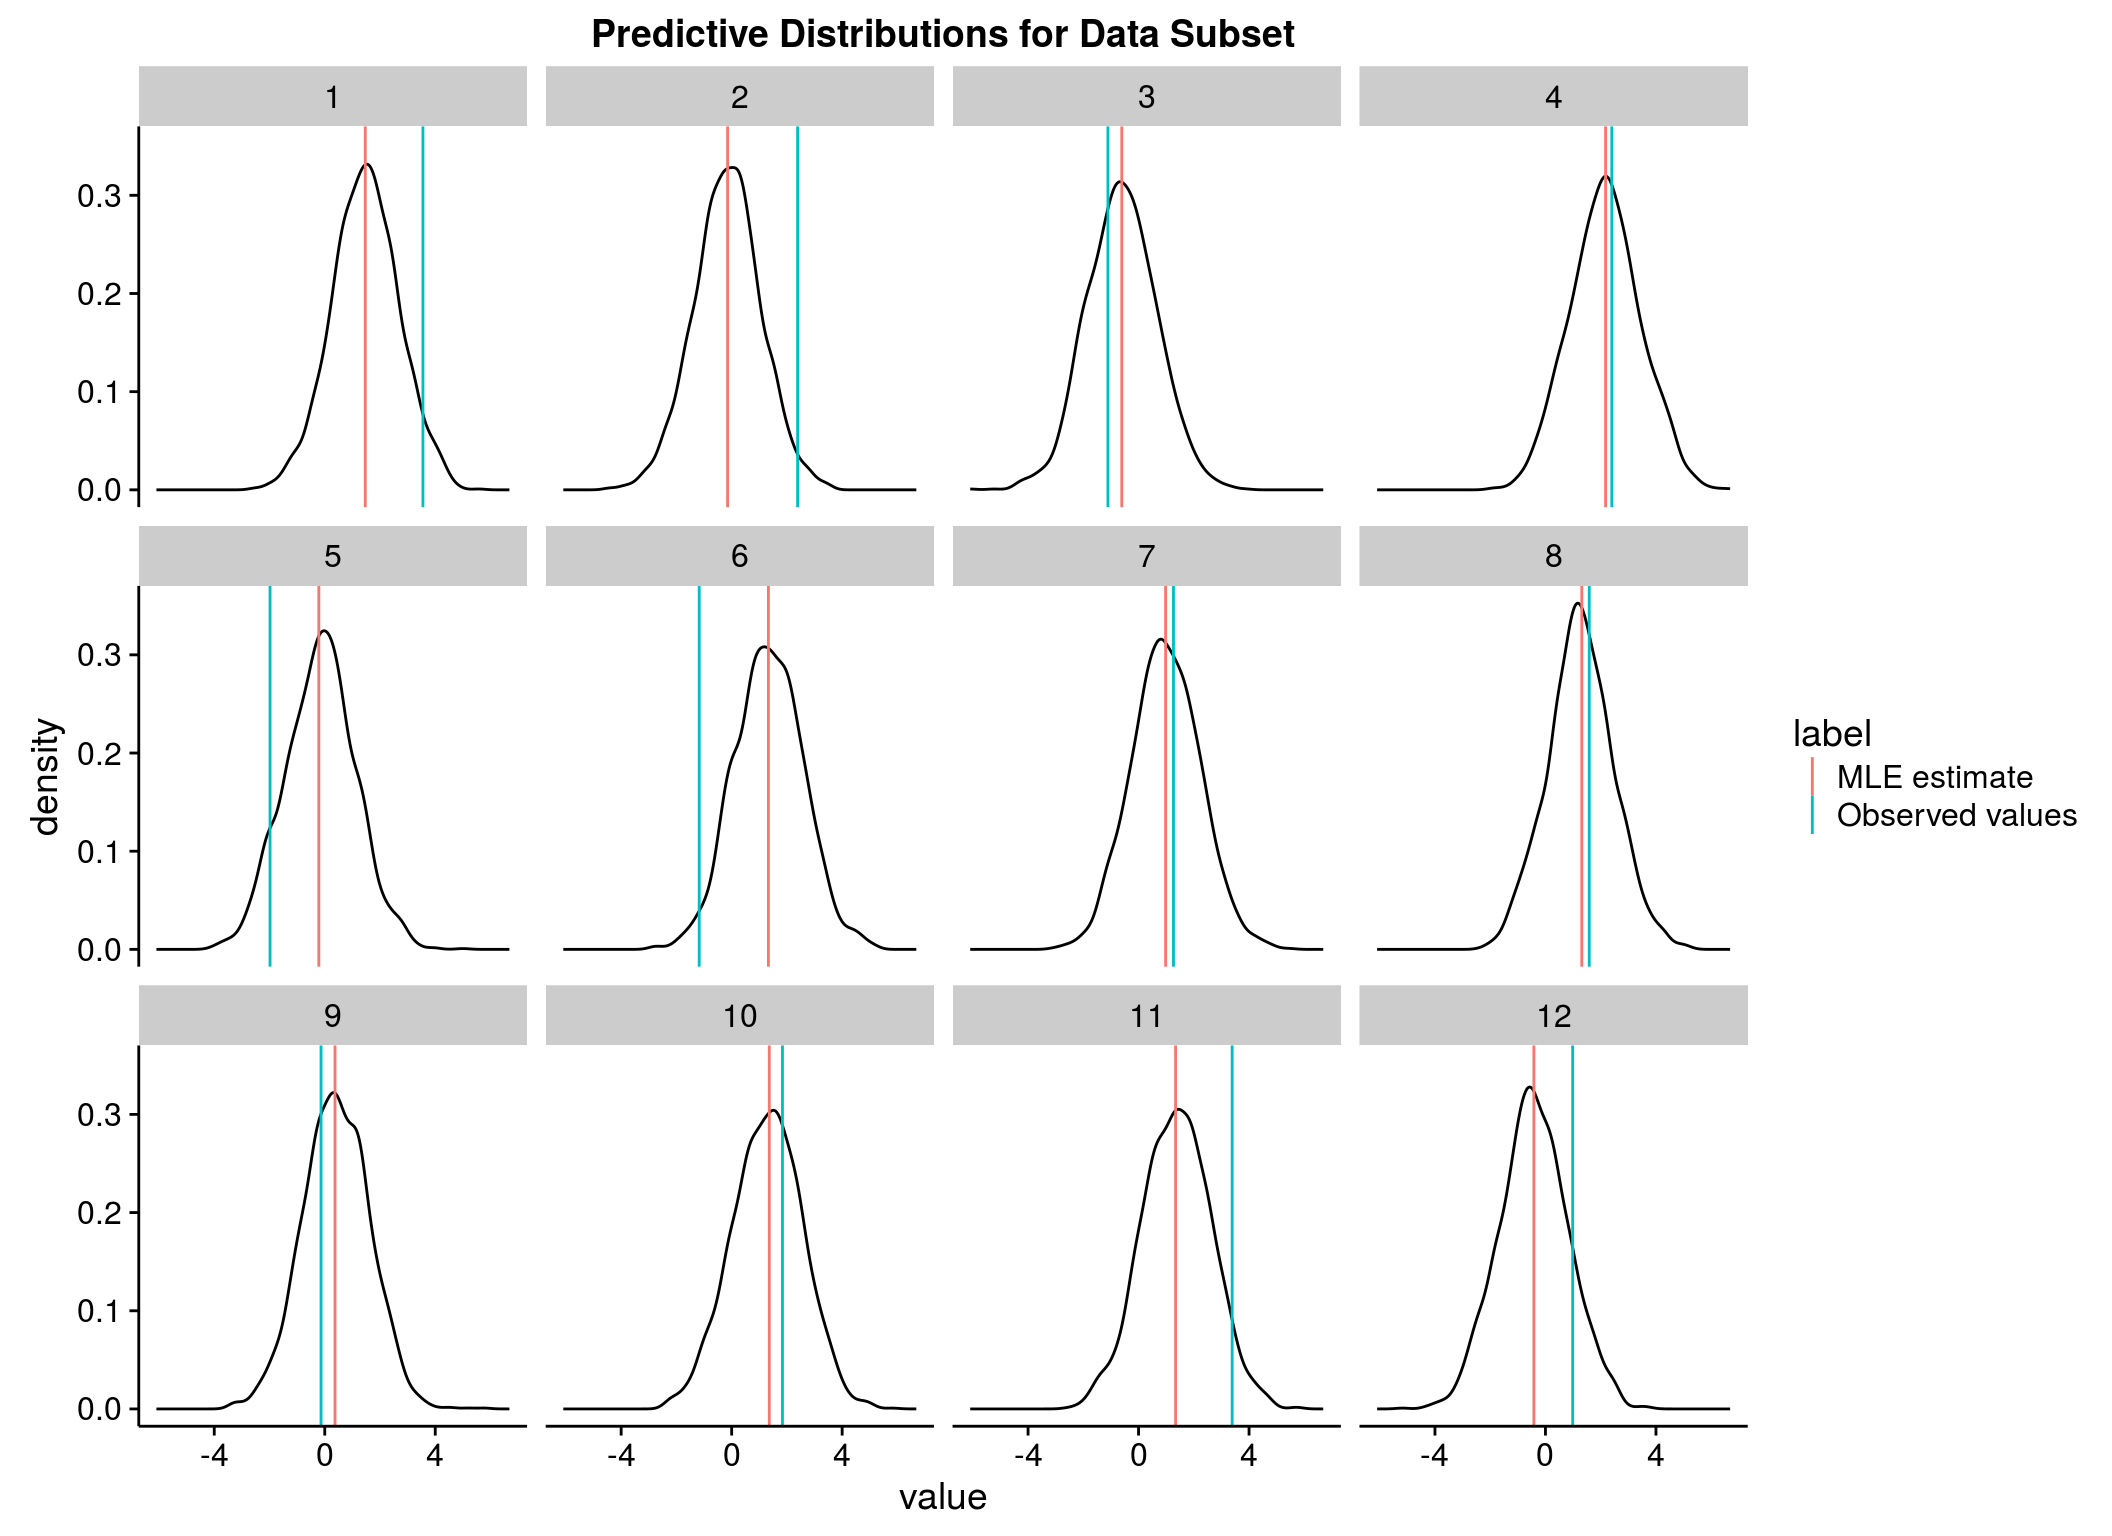 Predictive Distributions for Data Subset
1 2 3 4
0.3
0.2
0.1
0.0
5 6 7 8
0.3
0.2
0.1
0.0
density
label
MLE estimate
Observed values
9 10 11 12
0.3
0.2
0.1
0.0
-4 0 4 -4 0 4 -4 0 4 -4 0 4
value